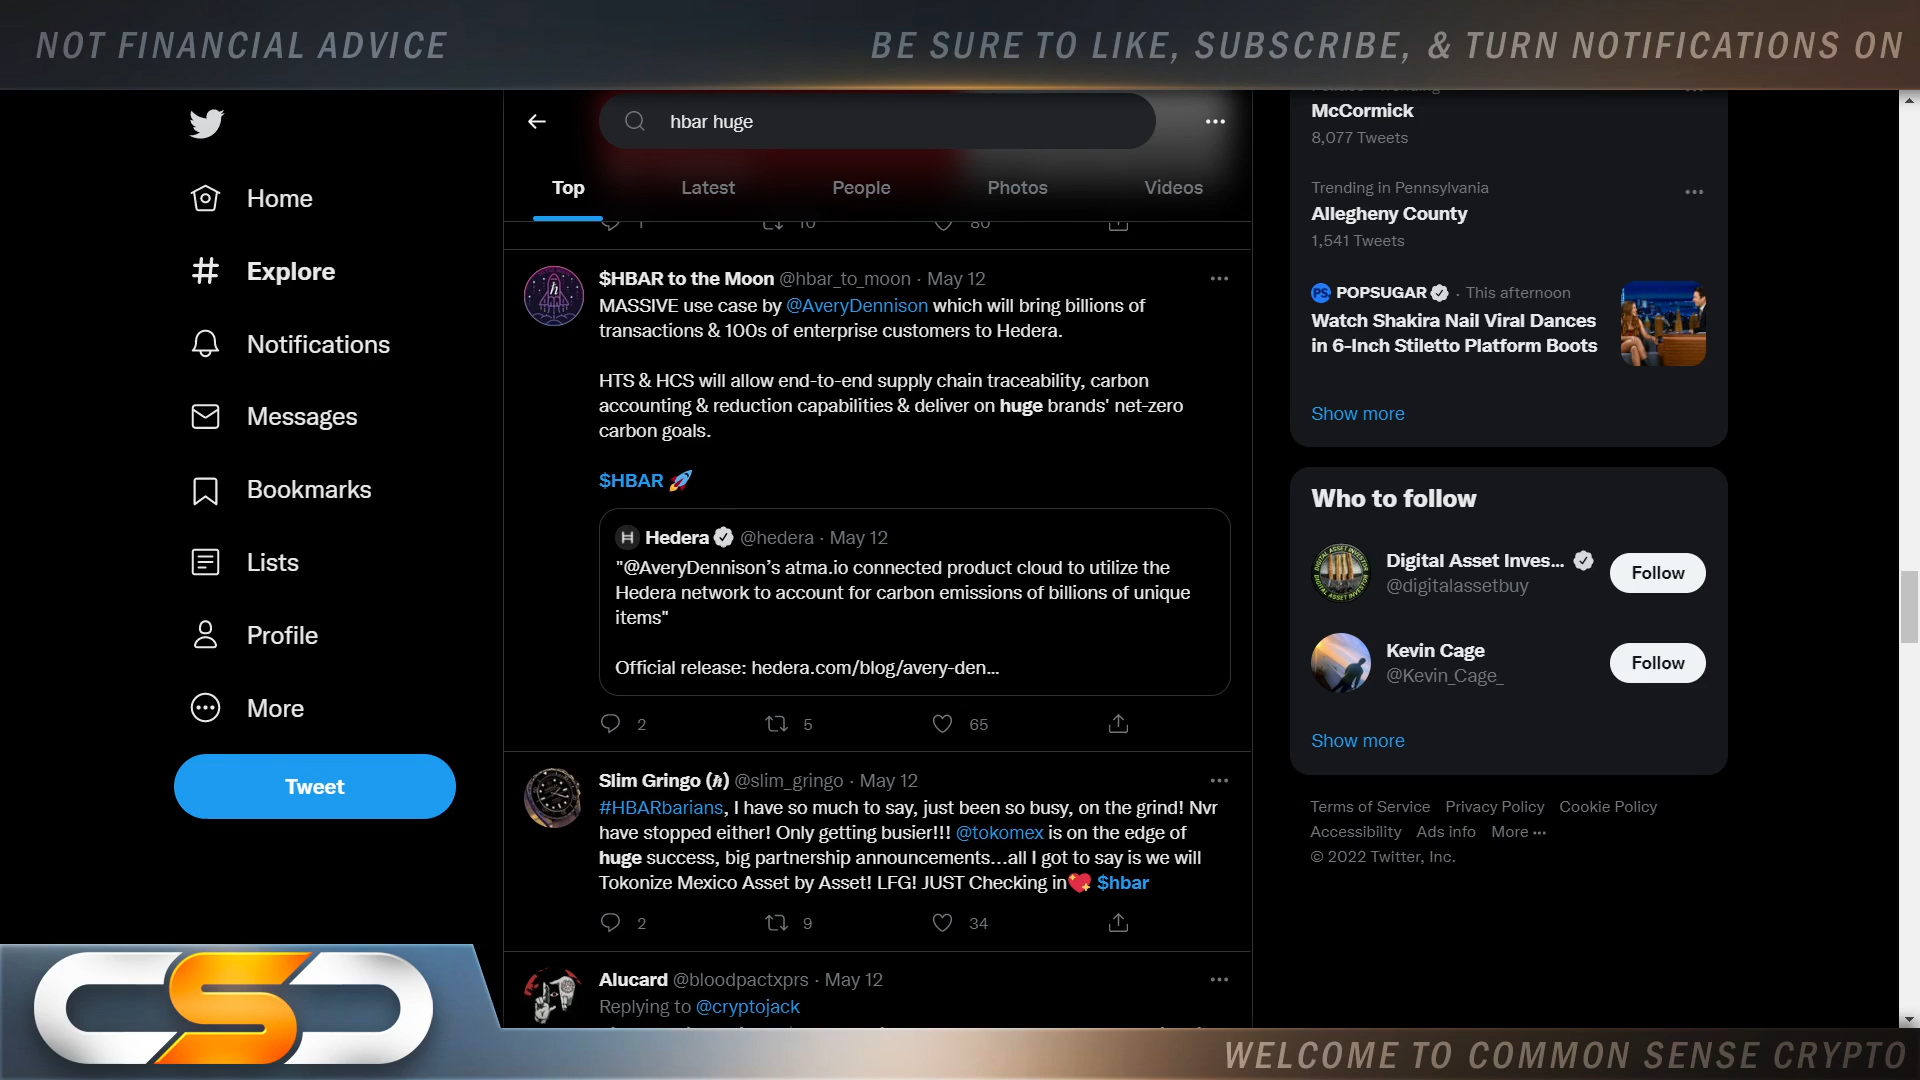 NOT FINANCIAL ADVICE
BE SURE TO LIKE, SUBSCRIBE, & TURN NOTIFICATIONS ON
Home
Explore
Notifications
Messages
Bookmarks
Lists
Profile
More
Tweet
hbar huge
Top Latest People Photos Videos
1 10 80
$HBAR to the Moon @hbar_to_moon · May 12
MASSIVE use case by @AveryDennison which will bring billions of
transactions & 100s of enterprise customers to Hedera.
HTS & HCS will allow end-to-end supply chain traceability, carbon
accounting & reduction capabilities & deliver on huge brands' net-zero
carbon goals.
$HBAR 🚀
Hedera @hedera · May 12
"@AveryDennison's atma.io connected product cloud to utilize the
Hedera network to account for carbon emissions of billions of unique
items"
Official release: hedera.com/blog/avery-den...
2 5 65
Slim Gringo (ℏ) @slim_gringo · May 12
#HBARbarians, I have so much to say, just been so busy, on the grind! Nvr
have stopped either! Only getting busier!!! @tokomex is on the edge of
huge success, big partnership announcements...all I got to say is we will
Tokonize Mexico Asset by Asset! LFG! JUST Checking in💖 $hbar
2 9 34
Alucard @bloodpactxprs · May 12
Replying to @cryptojack
McCormick
8,077 Tweets
Trending in Pennsylvania
Allegheny County
1,541 Tweets
PS POPSUGAR · This afternoon
Watch Shakira Nail Viral Dances
in 6-Inch Stiletto Platform Boots
Show more
Who to follow
Digital Asset Inves...
@digitalassetbuy
Follow
Kevin Cage
@Kevin_Cage_
Follow
Show more
Terms of Service Privacy Policy Cookie Policy
Accessibility Ads info More ···
© 2022 Twitter, Inc.
CSC
WELCOME TO COMMON SENSE CRYPTO